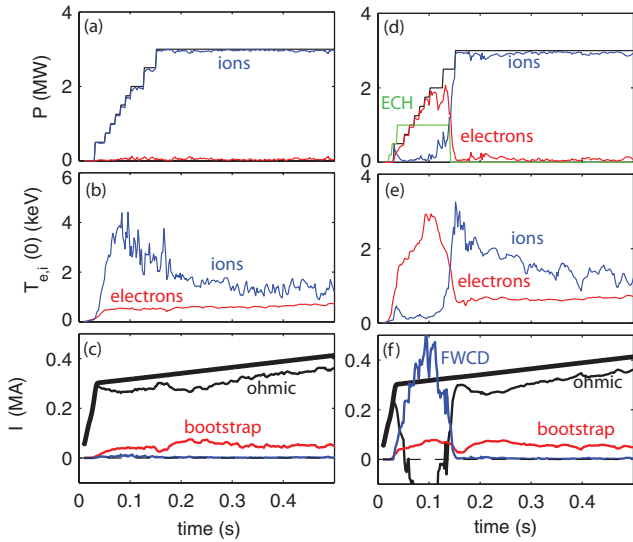 (a)
ions
P (MW)
4
2
0
(d)
ions
ECH
electrons
4
2
0
(b)
ions
electrons
T e,i (0) (keV)
6
4
2
0
(e)
ions
electrons
4
2
0
(c)
ohmic
bootstrap
I (MA)
0.4
0.2
0
0 0.1 0.2 0.3 0.4
time (s)
(f)
FWCD
ohmic
bootstrap
0.4
0.2
0
0 0.1 0.2 0.3 0.4
time (s)